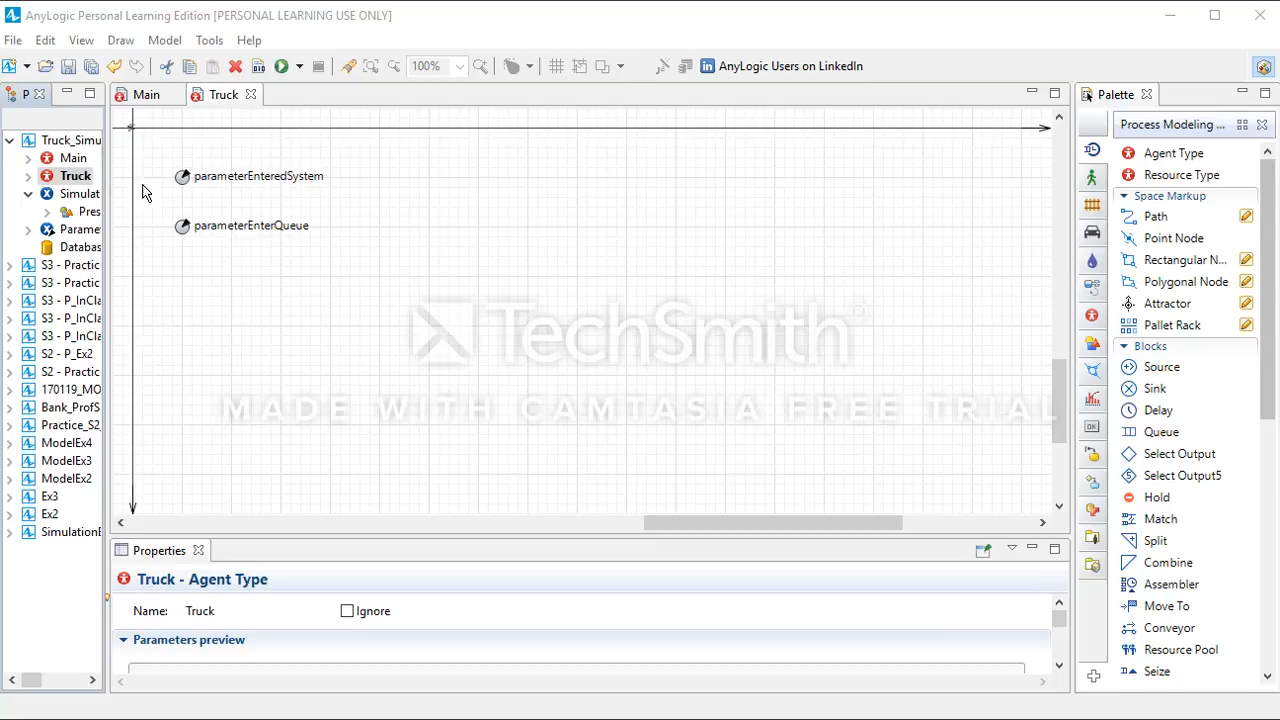 AnyLogic Personal Learning Edition [PERSONAL LEARNING USE ONLY]
File Edit View Draw Model Tools Help
100% AnyLogic Users on LinkedIn
P Main Truck Palette
Truck_Simu
Main
Truck
Simulat
Pres
Parame
Databas
S3 - Practic
S3 - Practic
S3 - P_InCla
S3 - P_InCla
S3 - P_InCla
S2 - P_Ex2
S2 - Practic
170119_MO
Bank_ProfS
Practice_S2_
ModelEx4
ModelEx3
ModelEx2
Ex3
Ex2
SimulationE
parameterEnteredSystem
parameterEnterQueue
TechSmith®
MADE WITH CAMTASIA FREE TRIAL
Properties
Truck - Agent Type
Name: Truck Ignore
Parameters preview
Process Modeling ...
Agent Type
Resource Type
Space Markup
Path
Point Node
Rectangular N...
Polygonal Node
Attractor
Pallet Rack
Blocks
Source
Sink
Delay
Queue
Select Output
Select Output5
Hold
Match
Split
Combine
Assembler
Move To
Conveyor
Resource Pool
Seize